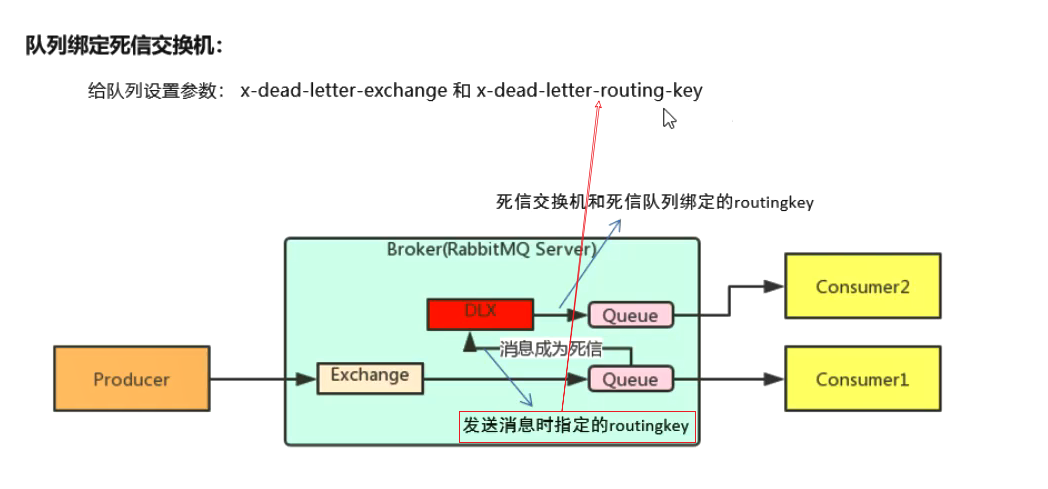 队列绑定死信交换机：
给队列设置参数： x-dead-letter-exchange 和 x-dead-letter-routing-key
死信交换机和死信队列绑定的routingkey
Broker(RabbitMQ Server)
DLX
Queue
Consumer2
消息成为死信
Producer
Exchange
Queue
Consumer1
发送消息时指定的routingkey